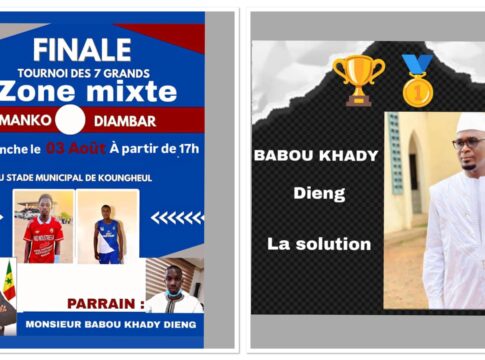 FINALE
TOURNOI DES 7 GRANDS
Zone mixte
MANKO DIAMBAR
nche le 03 Août À partir de 17h
U STADE MUNICIPAL DE KOUNGHEUL
PARRAIN :
MONSIEUR BABOU KHADY DIENG
BABOU KHADY
Dieng
La solution